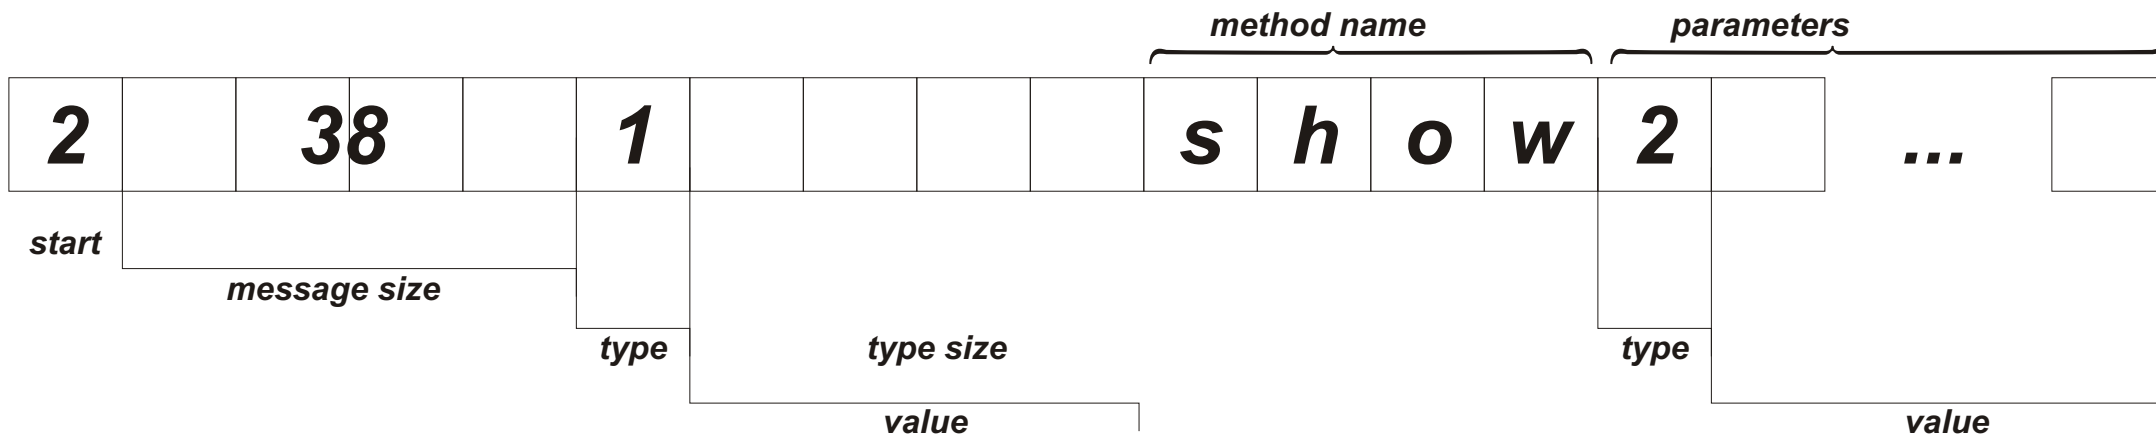 method name parameters
2 38 1 s h o w 2 ...
start
message size
type type size type
value value